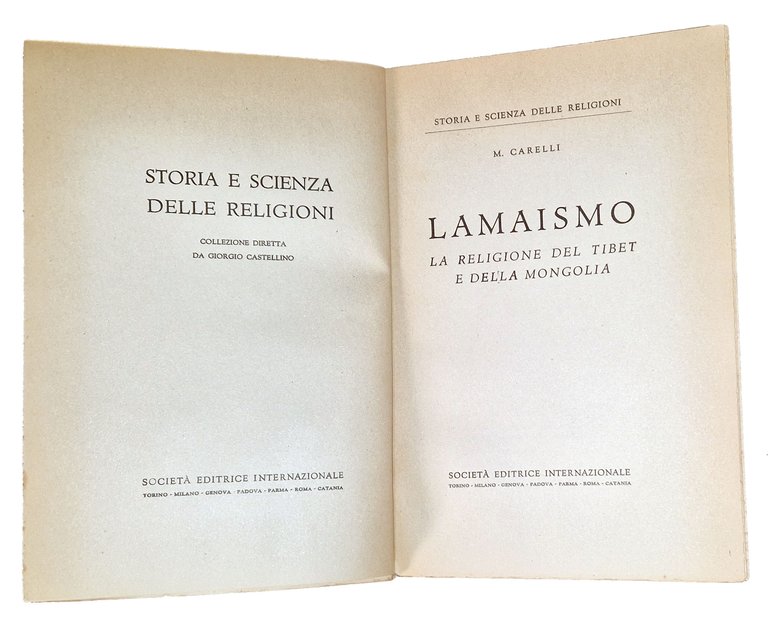 STORIA E SCIENZA
DELLE RELIGIONI
COLLEZIONE DIRETTA
DA GIORGIO CASTELLINO
SOCIETÀ EDITRICE INTERNAZIONALE
TORINO - MILANO - GENOVA - PADOVA - PARMA - ROMA - CATANIA
STORIA E SCIENZA DELLE RELIGIONI
M. CARELLI
LAMAISMO
LA RELIGIONE DEL TIBET
E DELLA MONGOLIA
SOCIETÀ EDITRICE INTERNAZIONALE
TORINO - MILANO - GENOVA - PADOVA - PARMA - ROMA - CATANIA